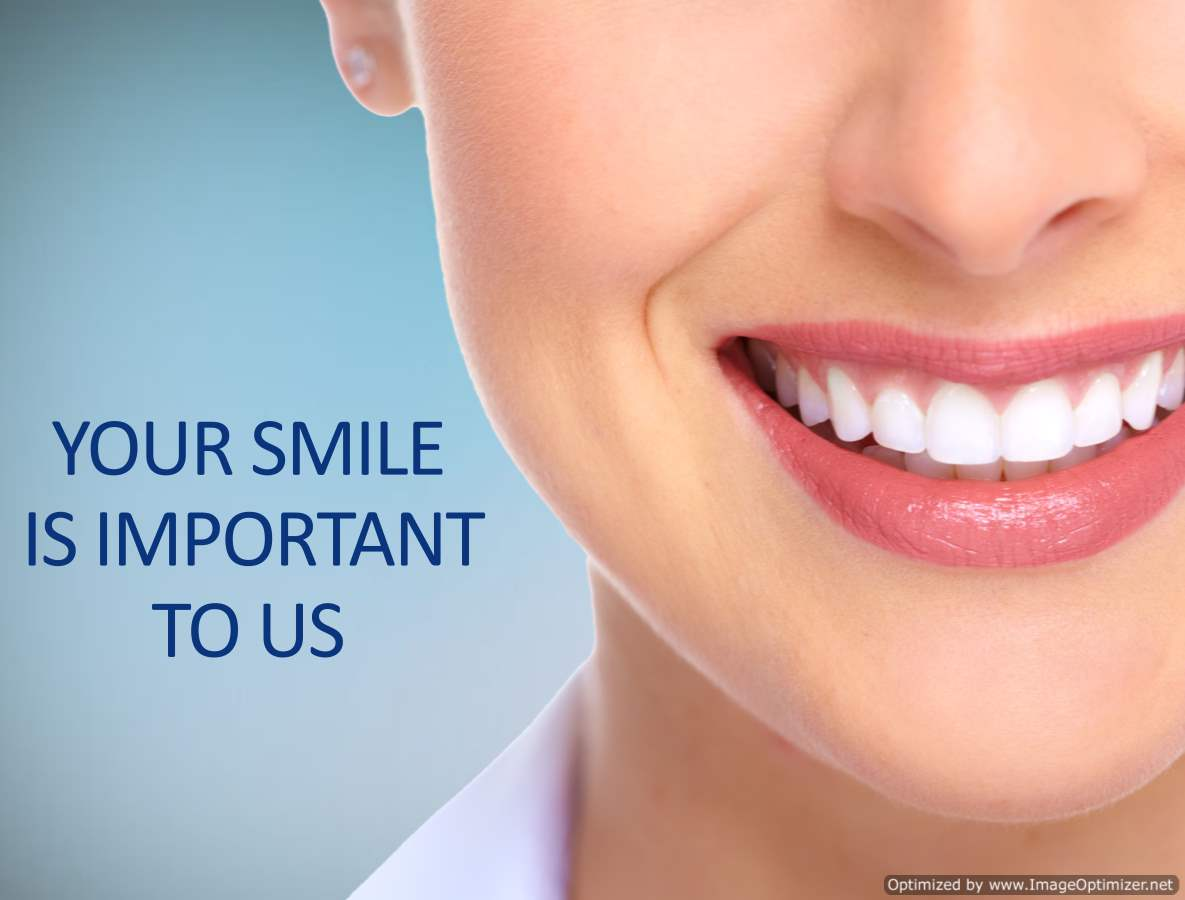 YOUR SMILE
IS IMPORTANT
TO US
Optimized by www.ImageOptimizer.net